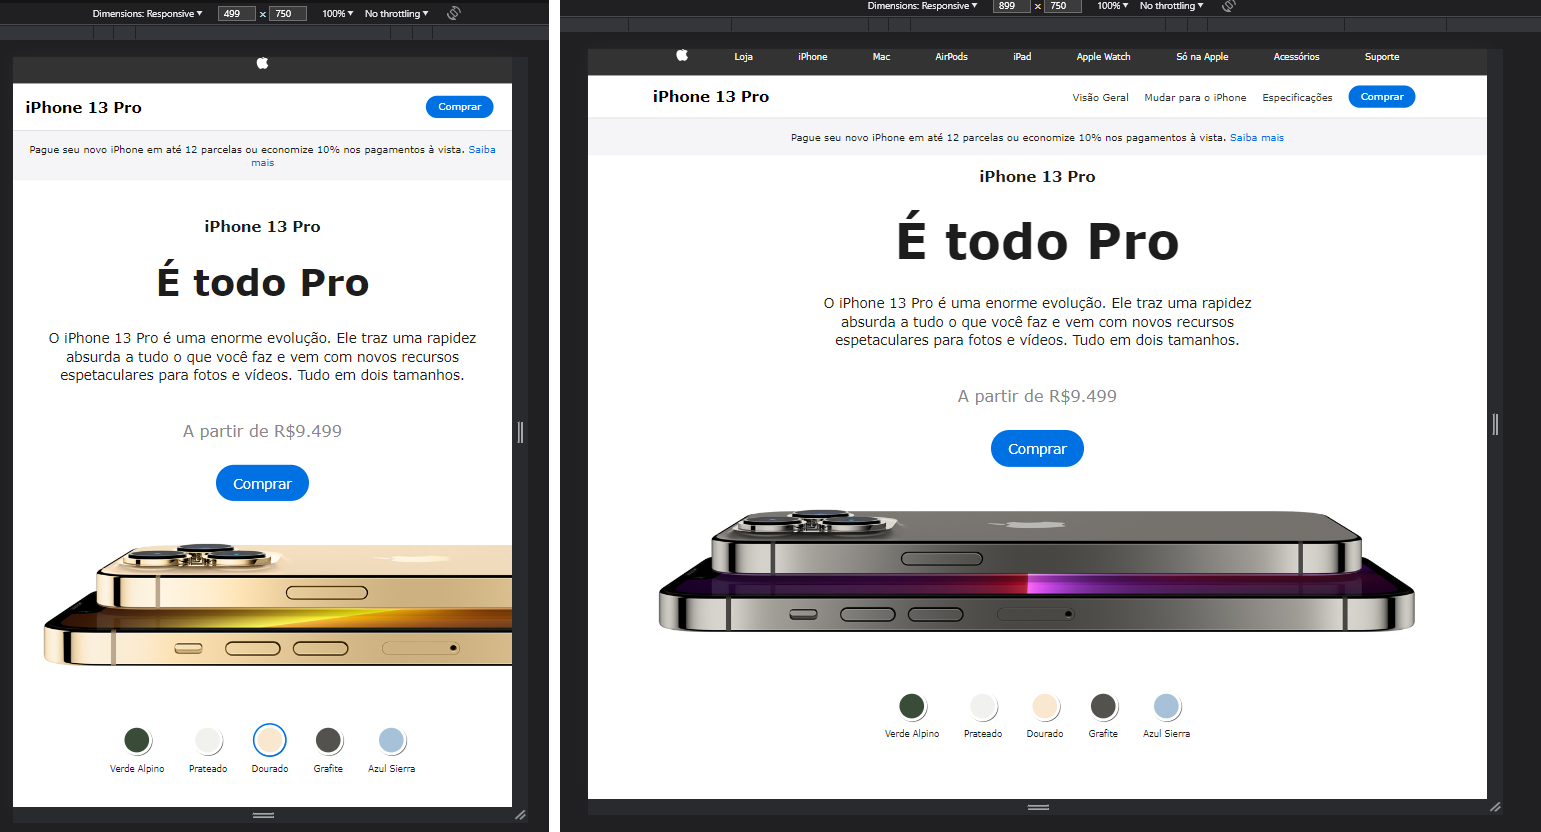 Dimensions: Responsive ▼ 499 × 750 100% ▼ No throttling ▼
iPhone 13 Pro Comprar
Pague seu novo iPhone em até 12 parcelas ou economize 10% nos pagamentos à vista. Saiba
mais
iPhone 13 Pro
É todo Pro
O iPhone 13 Pro é uma enorme evolução. Ele traz uma rapidez
absurda a tudo o que você faz e vem com novos recursos
espetaculares para fotos e vídeos. Tudo em dois tamanhos.
A partir de R$9.499
Comprar
Verde Alpino Prateado Dourado Grafite Azul Sierra
Dimensions: Responsive ▼ 899 × 750 100% ▼ No throttling ▼
Loja iPhone Mac AirPods iPad Apple Watch Só na Apple Acessórios Suporte
iPhone 13 Pro Visão Geral Mudar para o iPhone Especificações Comprar
Pague seu novo iPhone em até 12 parcelas ou economize 10% nos pagamentos à vista. Saiba mais
iPhone 13 Pro
É todo Pro
O iPhone 13 Pro é uma enorme evolução. Ele traz uma rapidez
absurda a tudo o que você faz e vem com novos recursos
espetaculares para fotos e vídeos. Tudo em dois tamanhos.
A partir de R$9.499
Comprar
Verde Alpino Prateado Dourado Grafite Azul Sierra